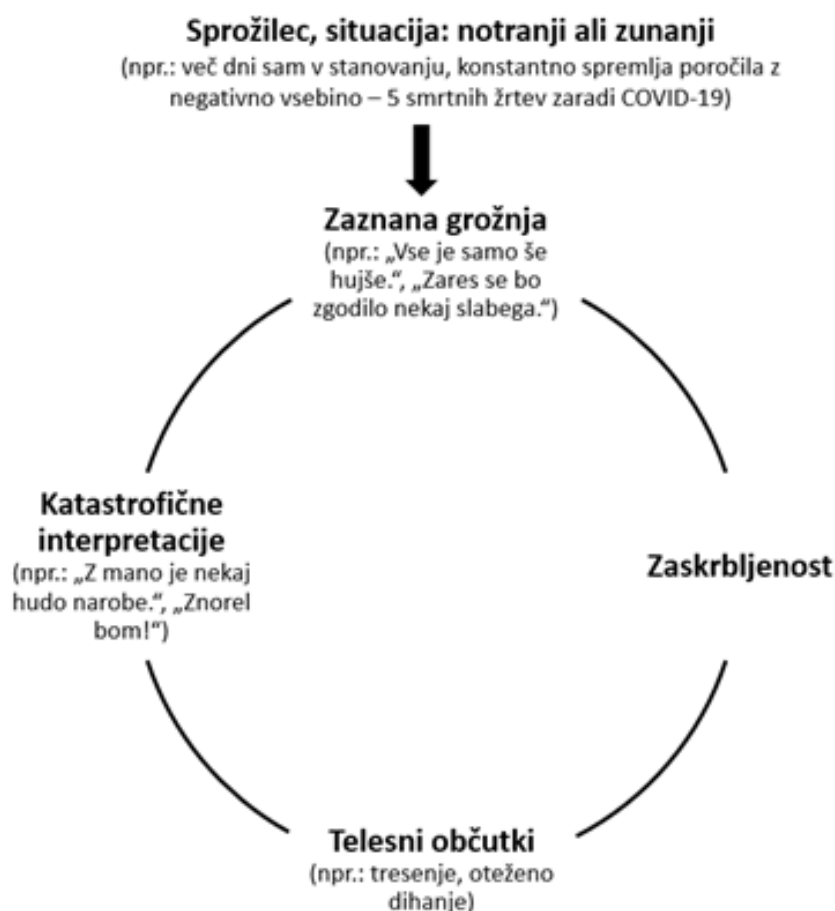 Sprožilec, situacija: notranji ali zunanji
(npr.: več dni sam v stanovanju, konstantno spremlja poročila z
negativno vsebino – 5 smrtnih žrtev zaradi COVID-19)
Zaznana grožnja
(npr.: „Vse je samo še
hujše.“, „Zares se bo
zgodilo nekaj slabega.“)
Zaskrbljenost
Telesni občutki
(npr.: tresenje, oteženo
dihanje)
Katastrofične
interpretacije
(npr.: „Z mano je nekaj
hudo narobe.“, „Znorel
bom!“)